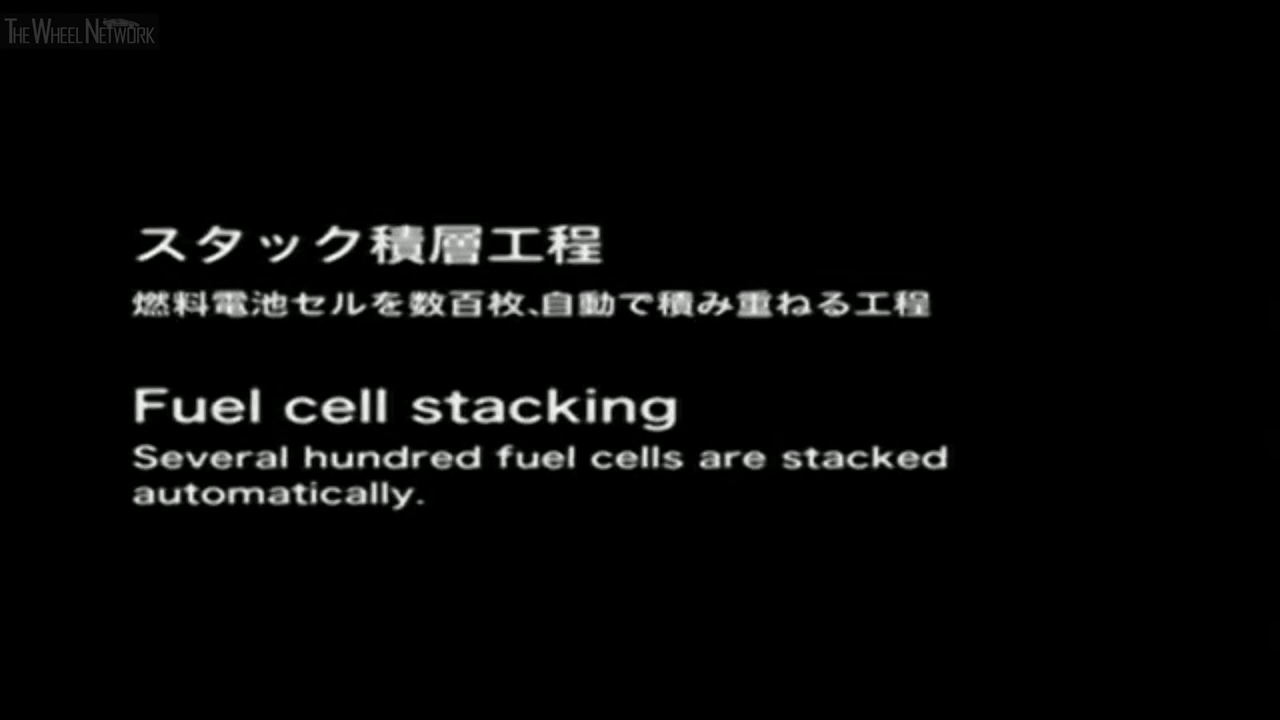 THE WHEEL NETWORK
スタック積層工程
燃料電池セルを数百枚、自動で積み重ねる工程
Fuel cell stacking
Several hundred fuel cells are stacked
automatically.